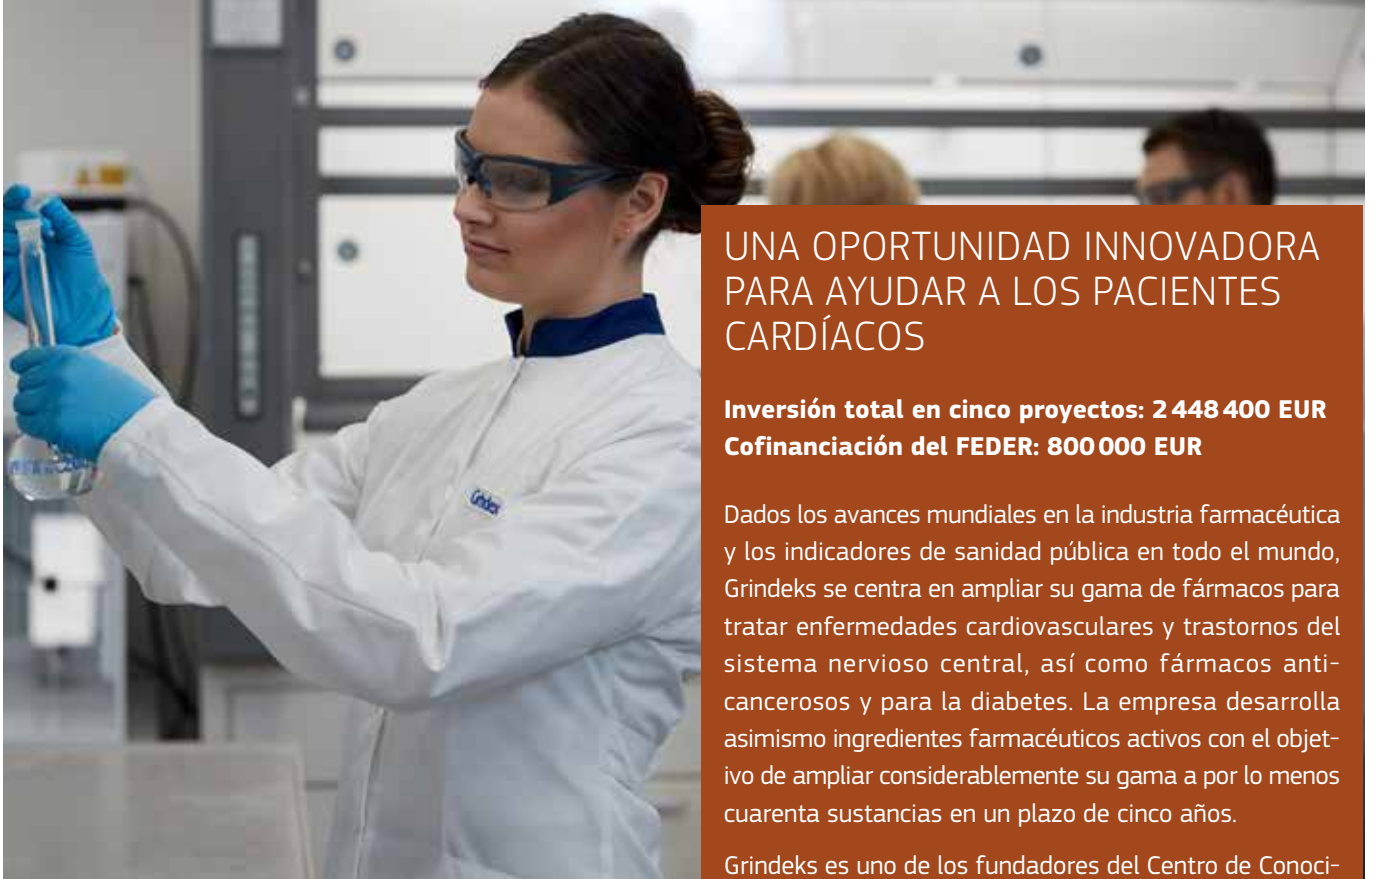 UNA OPORTUNIDAD INNOVADORA
PARA AYUDAR A LOS PACIENTES
CARDÍACOS
Inversión total en cinco proyectos: 2 448 400 EUR
Cofinanciación del FEDER: 800 000 EUR
Dados los avances mundiales en la industria farmacéutica
y los indicadores de sanidad pública en todo el mundo,
Grindeks se centra en ampliar su gama de fármacos para
tratar enfermedades cardiovasculares y trastornos del
sistema nervioso central, así como fármacos anti-
cancerosos y para la diabetes. La empresa desarrolla
asimismo ingredientes farmacéuticos activos con el objet-
ivo de ampliar considerablemente su gama a por lo menos
cuarenta sustancias en un plazo de cinco años.
Grindeks es uno de los fundadores del Centro de Conoci-